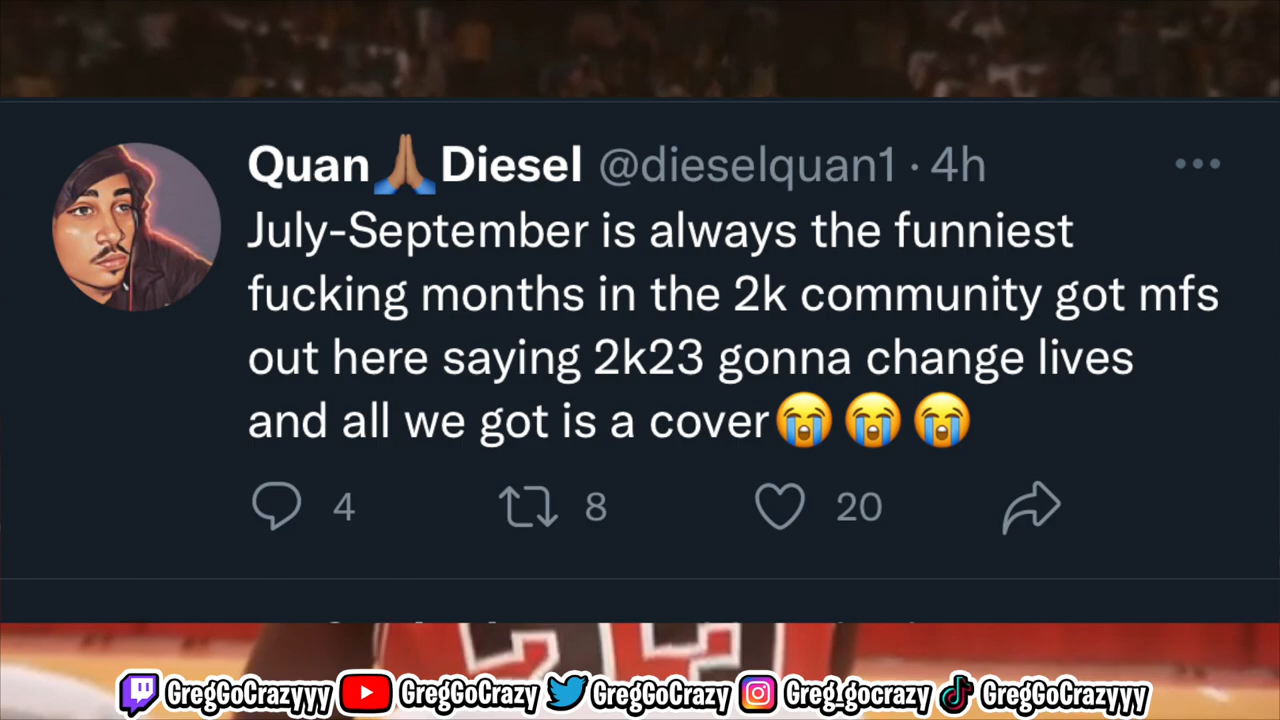 Quan🙏🏽Diesel @dieselquan1 · 4h
July-September is always the funniest
fucking months in the 2k community got mfs
out here saying 2k23 gonna change lives
and all we got is a cover😭😭😭
4 8 20
23
GregGoCrazyyy GregGoCrazy GregGoCrazy Greg_gocrazy GregGoCrazyyy